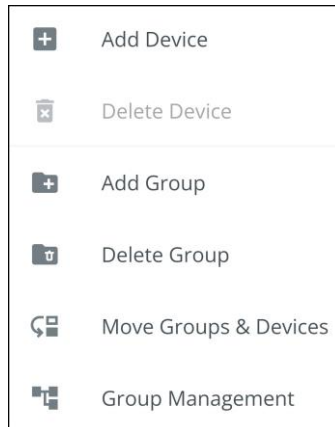 Add Device
Delete Device
Add Group
Delete Group
Move Groups & Devices
Group Management